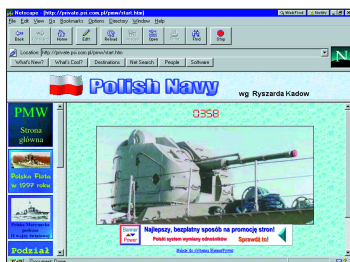 Netscape - [http://private.psi.com.pl/pmw/start.htm]
File Edit View Go Bookmarks Options Directory Window Help
Back
Home
Edit
Reload
Open
Find
Stop
Location: http://private.psi.com.pl/pmw/start.htm
What's New? What's Cool? Destinations Net Search People Software
N
Polish Navy
wg Ryszarda Kadow
PMW
Strona
główna
Polska Flota
w 1997 roku
Podział
0358
Banner
Power
Najlepszy, bezpłatny sposób na promocję stron!
Polski system wymiany odnośników
Sprawdź to!